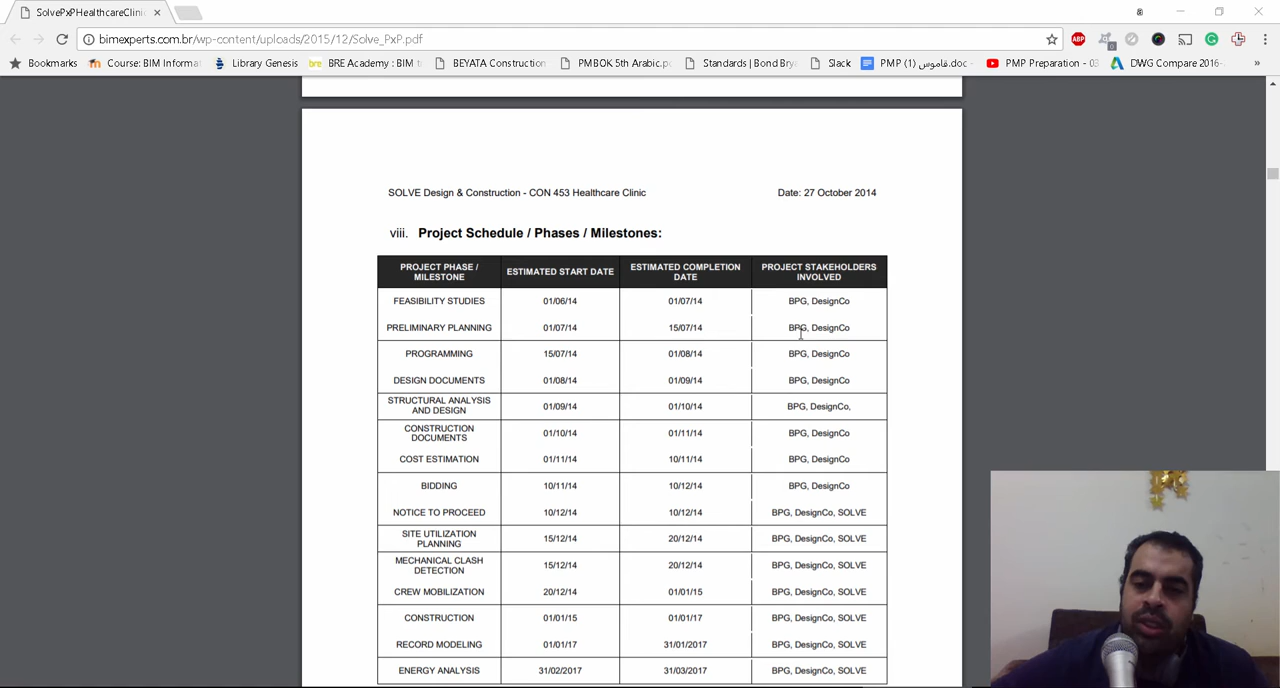 SolvePxPHealthcareClini
bimexperts.com.br/wp-content/uploads/2015/12/Solve_PxP.pdf
ABP
0
Bookmarks Course: BIM Informa Library Genesis bre BRE Academy : BIM - BEYATA Construction PMBOK 5th Arabic.p Standards | Bond Bry Slack PMP (1) قاموس.doc PMP Preparation - 03 DWG Compare 2016- »
SOLVE Design & Construction - CON 453 Healthcare Clinic Date: 27 October 2014
viii. Project Schedule / Phases / Milestones:
PROJECT PHASE / MILESTONE ESTIMATED START DATE ESTIMATED COMPLETION DATE PROJECT STAKEHOLDERS INVOLVED
FEASIBILITY STUDIES 01/06/14 01/07/14 BPG, DesignCo
PRELIMINARY PLANNING 01/07/14 15/07/14 BPG, DesignCo
PROGRAMMING 15/07/14 01/08/14 BPG, DesignCo
DESIGN DOCUMENTS 01/08/14 01/09/14 BPG, DesignCo
STRUCTURAL ANALYSIS AND DESIGN 01/09/14 01/10/14 BPG, DesignCo,
CONSTRUCTION DOCUMENTS 01/10/14 01/11/14 BPG, DesignCo
COST ESTIMATION 01/11/14 10/11/14 BPG, DesignCo
BIDDING 10/11/14 10/12/14 BPG, DesignCo
NOTICE TO PROCEED 10/12/14 10/12/14 BPG, DesignCo, SOLVE
SITE UTILIZATION PLANNING 15/12/14 20/12/14 BPG, DesignCo, SOLVE
MECHANICAL CLASH DETECTION 15/12/14 20/12/14 BPG, DesignCo, SOLVE
CREW MOBILIZATION 20/12/14 01/01/15 BPG, DesignCo, SOLVE
CONSTRUCTION 01/01/15 01/01/17 BPG, DesignCo, SOLVE
RECORD MODELING 01/01/17 31/01/2017 BPG, DesignCo, SOLVE
ENERGY ANALYSIS 31/02/2017 31/03/2017 BPG, DesignCo, SOLVE